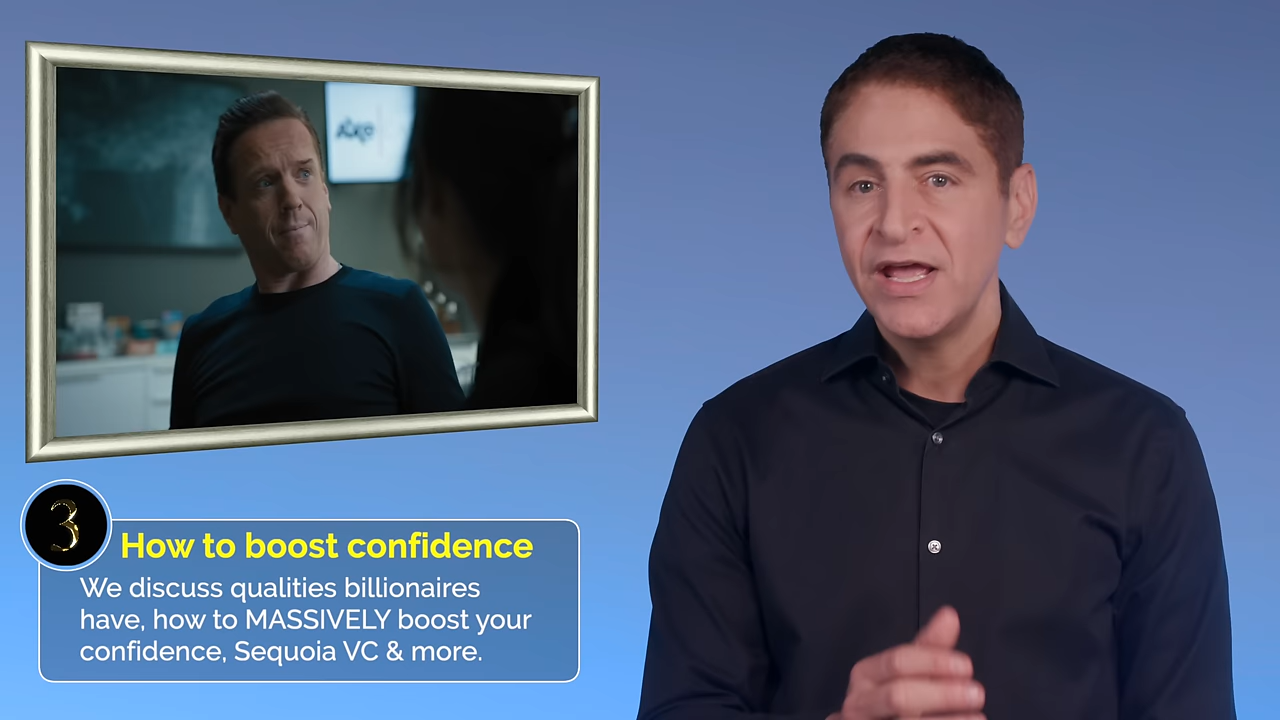 Axe
3
How to boost confidence
We discuss qualities billionaires
have, how to MASSIVELY boost your
confidence, Sequoia VC & more.